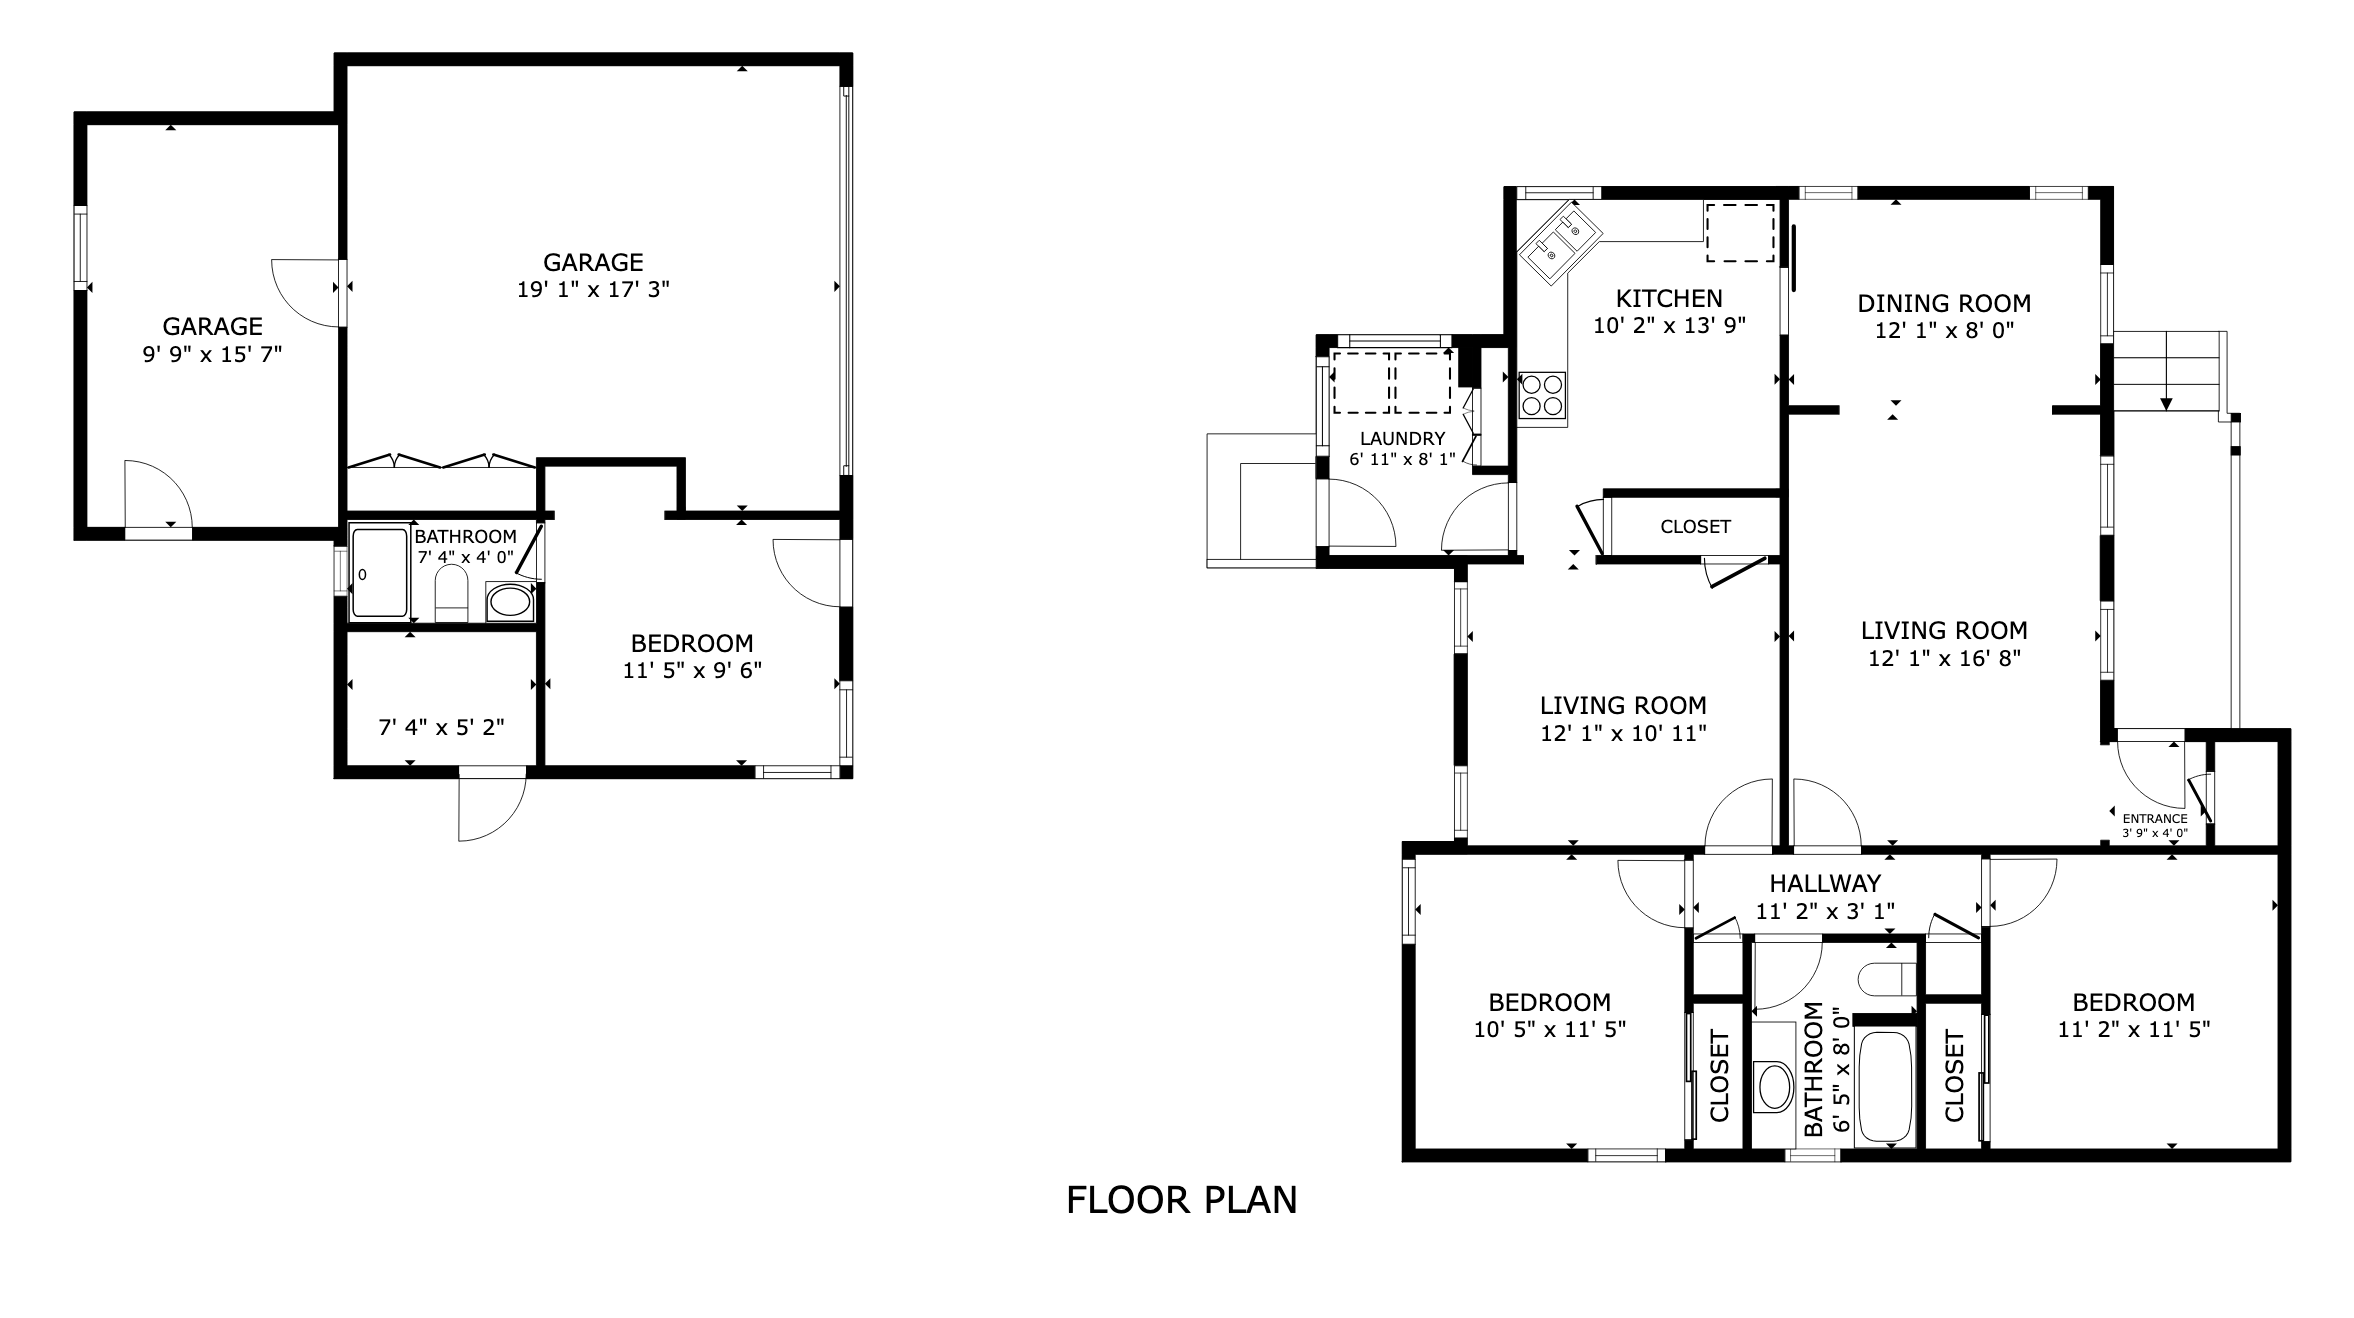 GARAGE
19' 1" x 17' 3"
GARAGE
9' 9" x 15' 7"
BATHROOM
7' 4" x 4' 0"
BEDROOM
11' 5" x 9' 6"
7' 4" x 5' 2"
KITCHEN
10' 2" x 13' 9"
DINING ROOM
12' 1" x 8' 0"
LAUNDRY
6' 11" x 8' 1"
CLOSET
LIVING ROOM
12' 1" x 16' 8"
LIVING ROOM
12' 1" x 10' 11"
ENTRANCE
3' 9" x 4' 0"
HALLWAY
11' 2" x 3' 1"
BEDROOM
10' 5" x 11' 5"
CLOSET
BATHROOM
6' 5" x 8' 0"
CLOSET
BEDROOM
11' 2" x 11' 5"
FLOOR PLAN